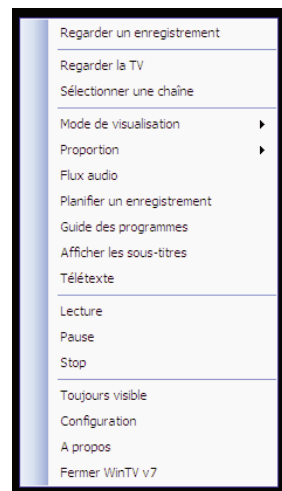 Regarder un enregistrement
Regarder la TV
Sélectionner une chaîne
Mode de visualisation
Proportion
Flux audio
Planifier un enregistrement
Guide des programmes
Afficher les sous-titres
Télétexte
Lecture
Pause
Stop
Toujours visible
Configuration
A propos
Fermer WinTV v7